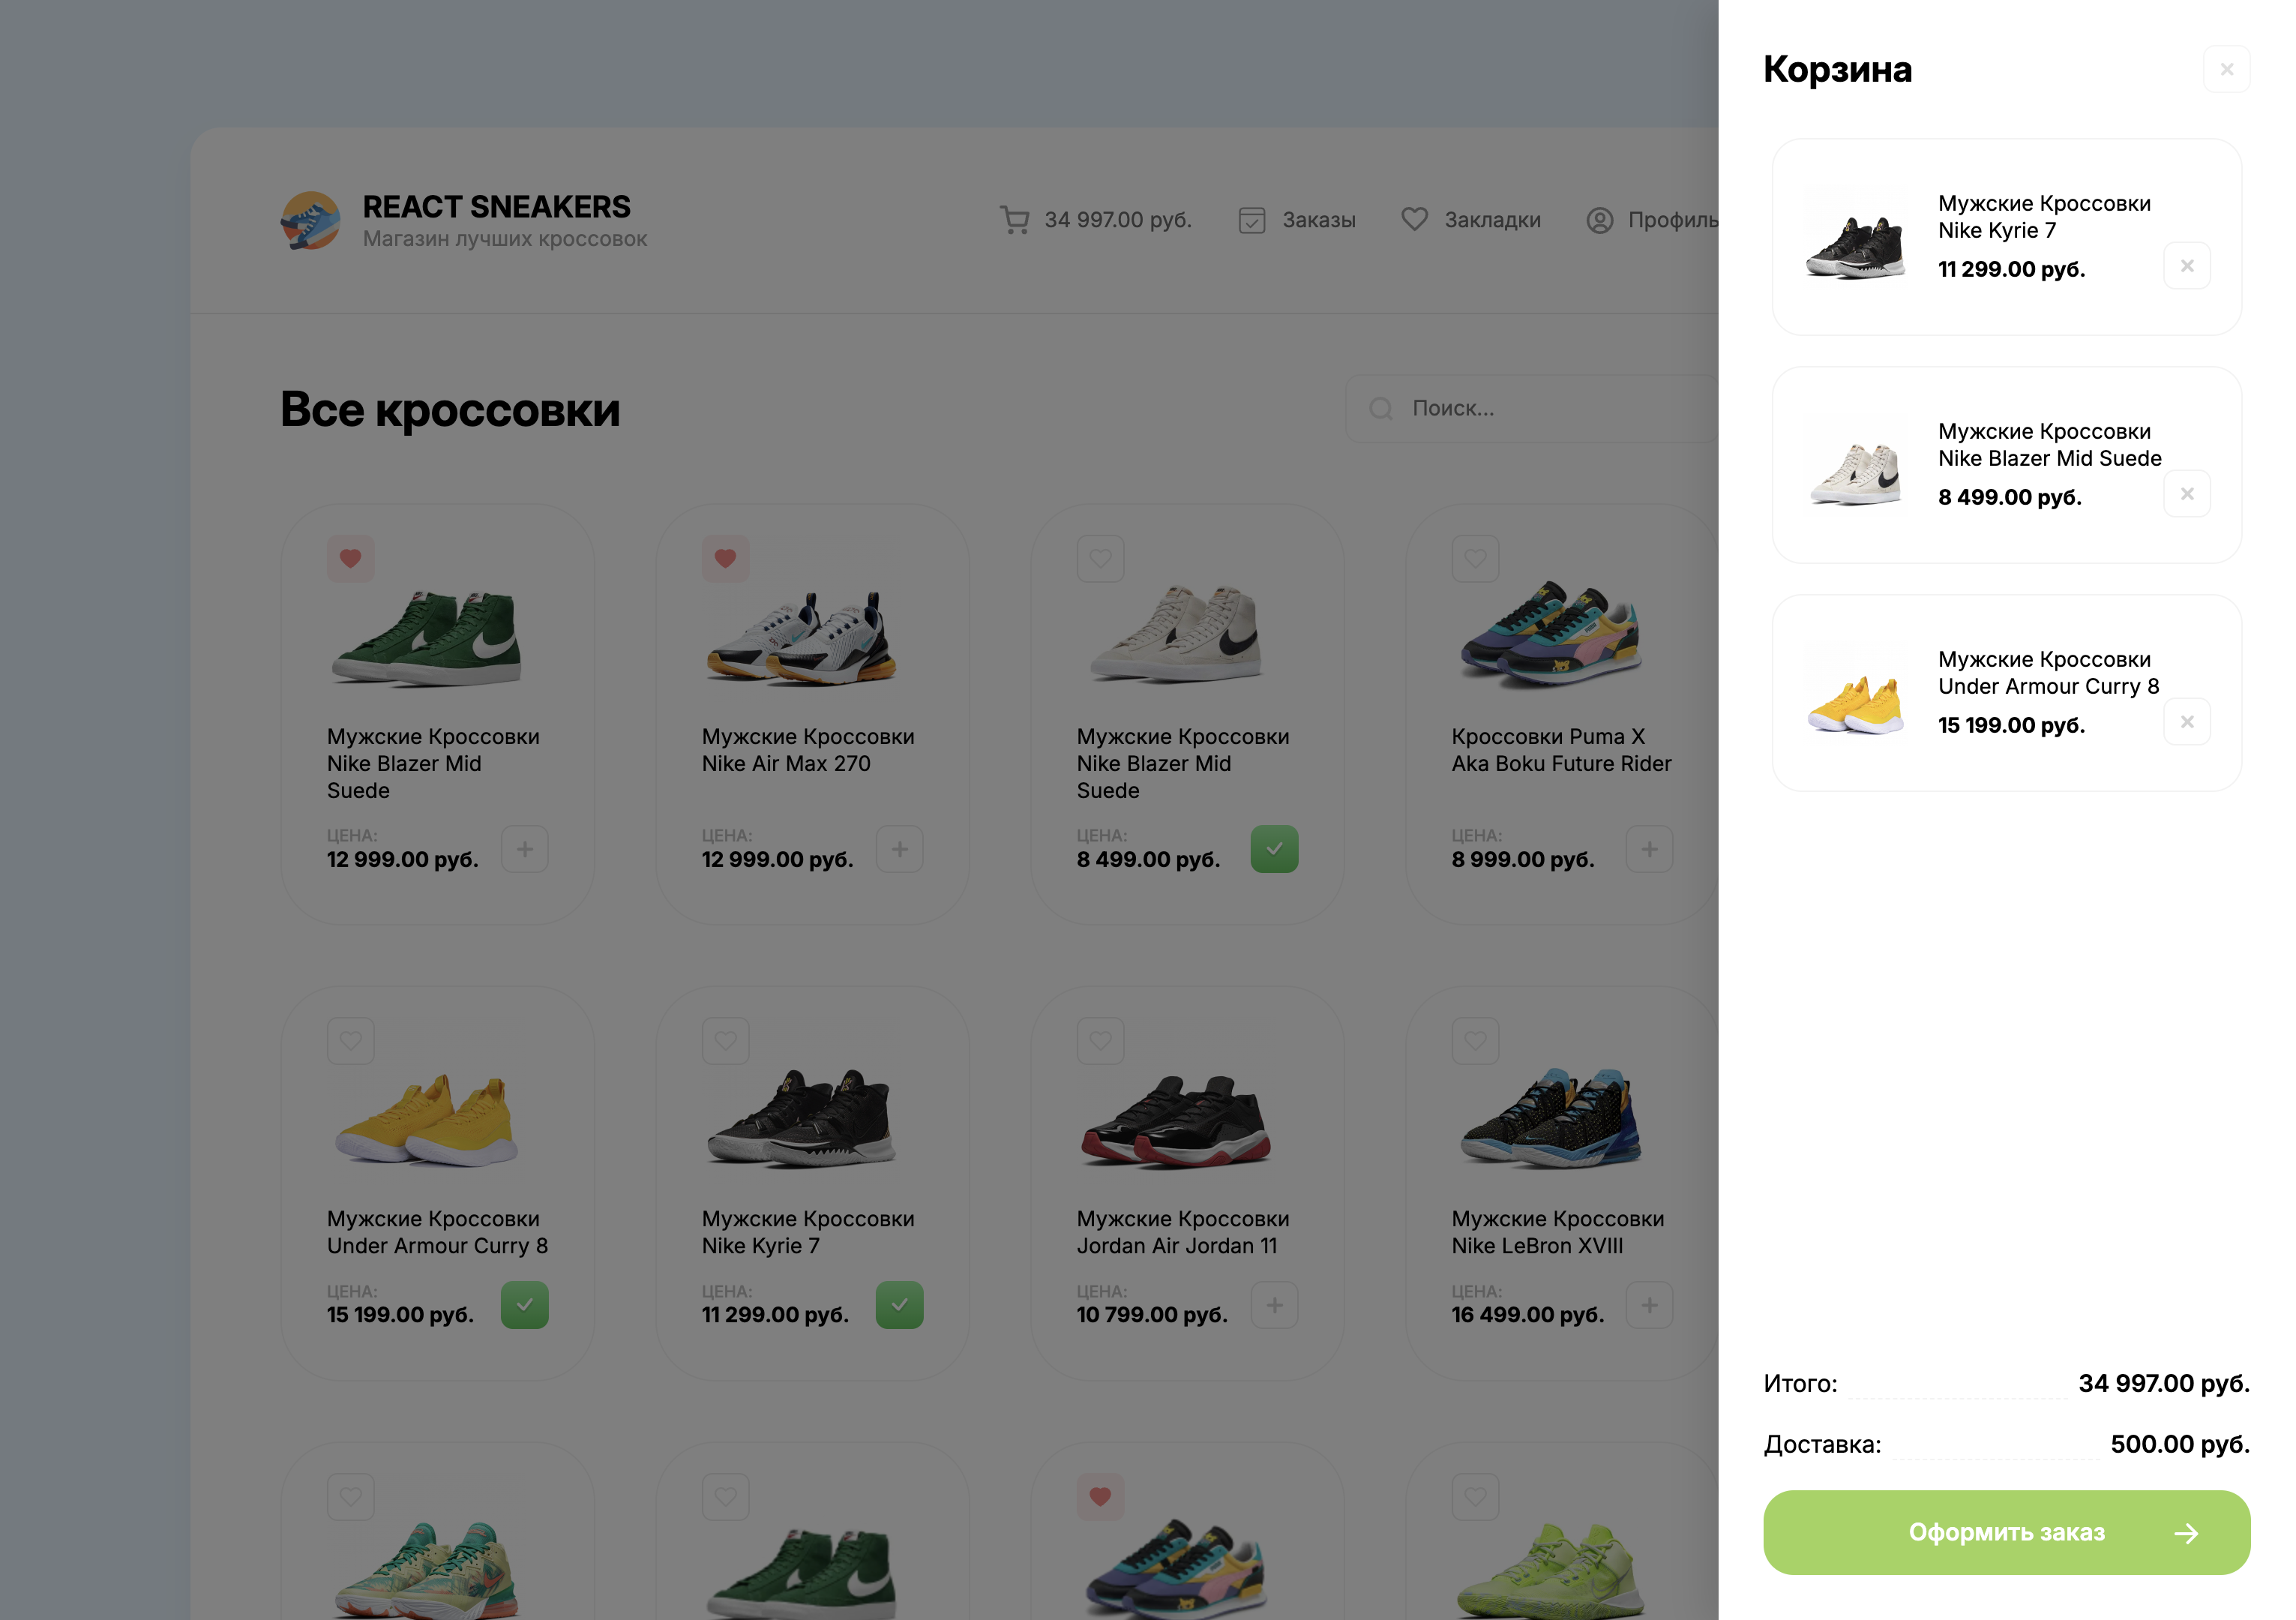 REACT SNEAKERS
Магазин лучших кроссовок
34 997.00 руб.
Заказы
Закладки
Профиль
Все кроссовки
Поиск...
Мужские Кроссовки
Nike Blazer Mid
Suede
ЦЕНА:
12 999.00 руб.
Мужские Кроссовки
Nike Air Max 270
ЦЕНА:
12 999.00 руб.
Мужские Кроссовки
Nike Blazer Mid
Suede
ЦЕНА:
8 499.00 руб.
Кроссовки Puma X
Aka Boku Future Rider
ЦЕНА:
8 999.00 руб.
Мужские Кроссовки
Under Armour Curry 8
ЦЕНА:
15 199.00 руб.
Мужские Кроссовки
Nike Kyrie 7
ЦЕНА:
11 299.00 руб.
Мужские Кроссовки
Jordan Air Jordan 11
ЦЕНА:
10 799.00 руб.
Мужские Кроссовки
Nike LeBron XVIII
ЦЕНА:
16 499.00 руб.
Корзина
Мужские Кроссовки
Nike Kyrie 7
11 299.00 руб.
Мужские Кроссовки
Nike Blazer Mid Suede
8 499.00 руб.
Мужские Кроссовки
Under Armour Curry 8
15 199.00 руб.
Итого: 34 997.00 руб.
Доставка: 500.00 руб.
Оформить заказ